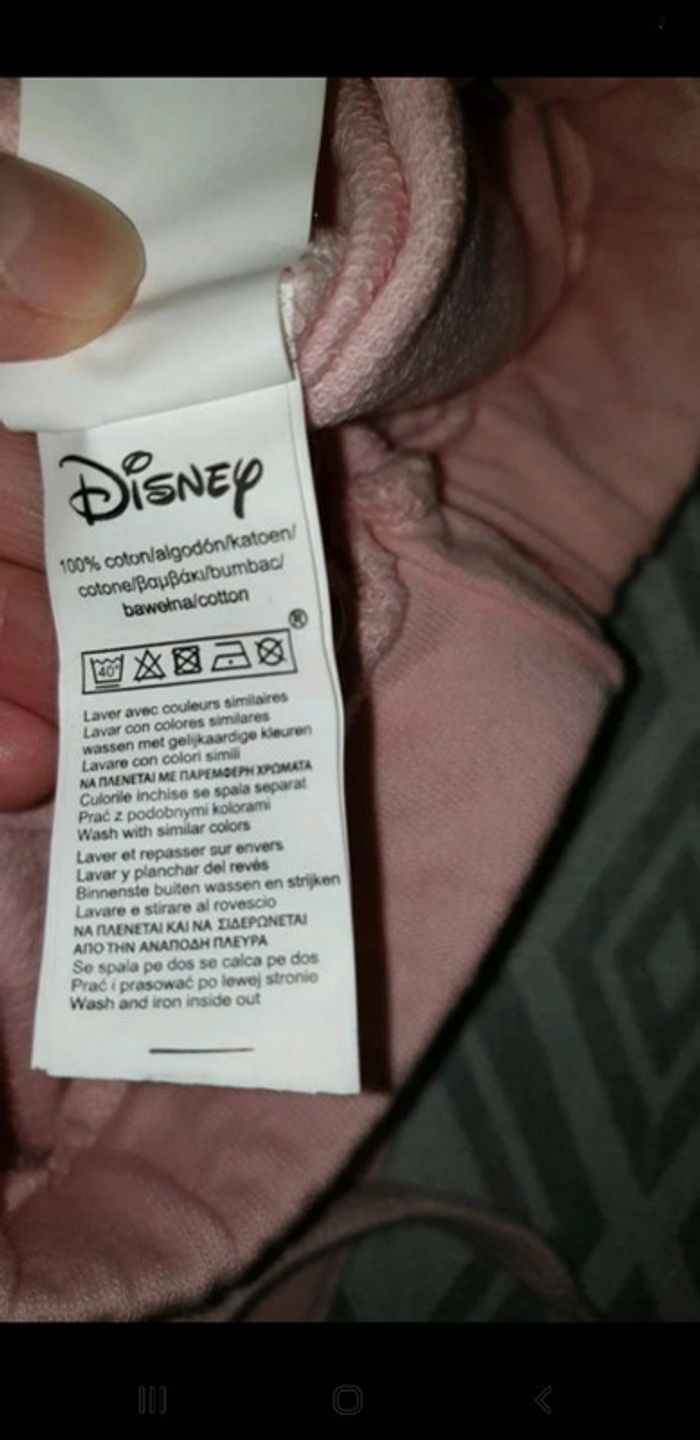 Disney
100% coton/algodón/katoen/
cotone/βαμβάκι/bumbac/
bawełna/cotton
®
40°
Laver avec couleurs similaires
Lavar con colores similares
wassen met gelijkaardige kleuren
Lavare con colori simili
ΝΑ ΠΛΕΝΕΤΑΙ ΜΕ ΠΑΡΕΜΦΕΡΗ ΧΡΩΜΑΤΑ
Culorile inchise se spala separat
Prać z podobnymi kolorami
Wash with similar colors
Laver et repasser sur envers
Lavar y planchar del revés
Binnenste buiten wassen en strijken
Lavare e stirare al rovescio
ΝΑ ΠΛΕΝΕΤΑΙ ΚΑΙ ΝΑ ΣΙΔΕΡΩΝΕΤΑΙ
ΑΠΟ ΤΗΝ ΑΝΑΠΟΔΗ ΠΛΕΥΡΑ
Se spala pe dos se calca pe dos
Prać i prasować po lewej stronie
Wash and iron inside out